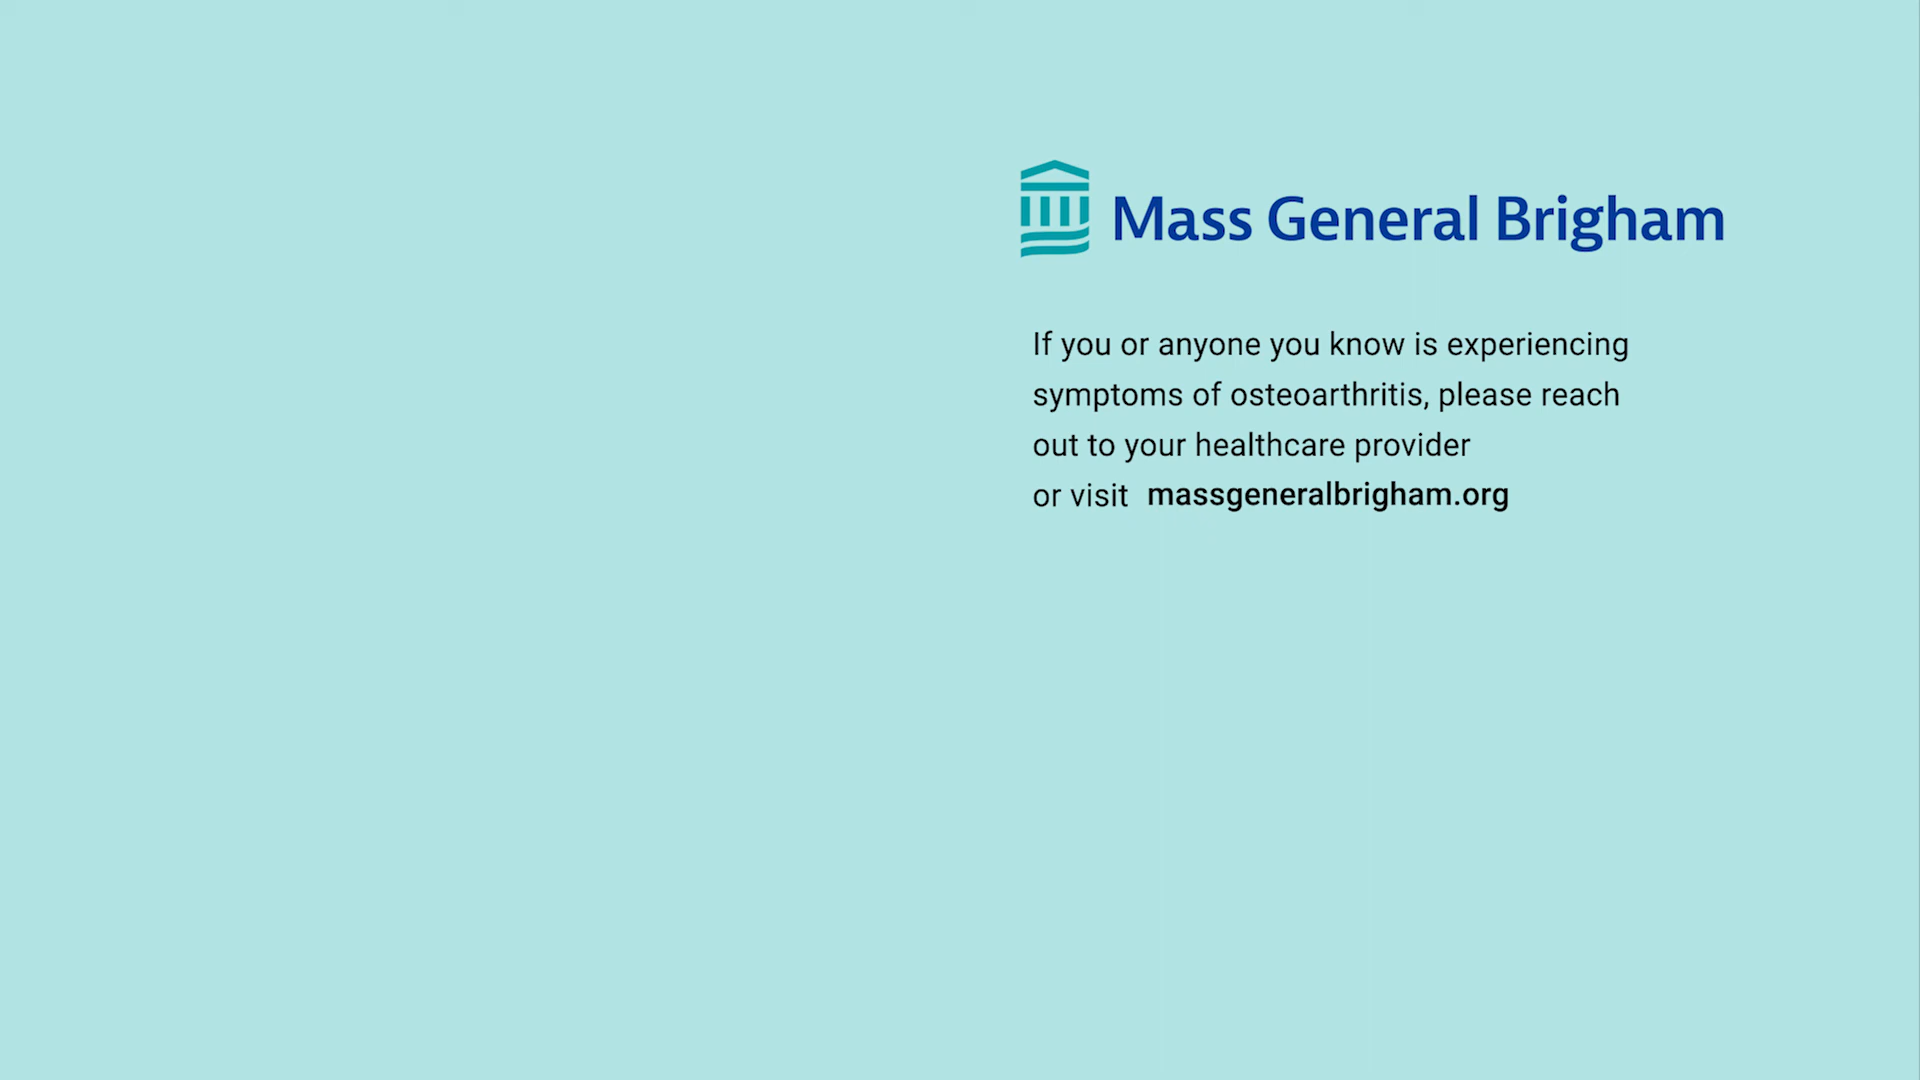 Mass General Brigham
If you or anyone you know is experiencing
symptoms of osteoarthritis, please reach
out to your healthcare provider
or visit massgeneralbrigham.org